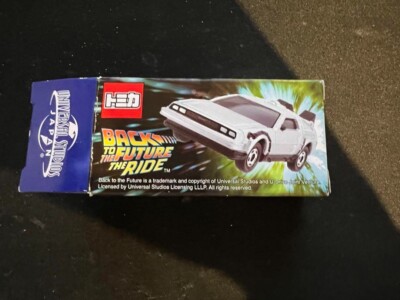 トミカ
BACK
TO
THE FUTURE
THE RIDE™
Back to the Future is a trademark and copyright of Universal Studios and U
Licensed by Universal Studios Licensing LLLP. All rights reserved.
UNIVERSAL STUDIOS
JAPAN